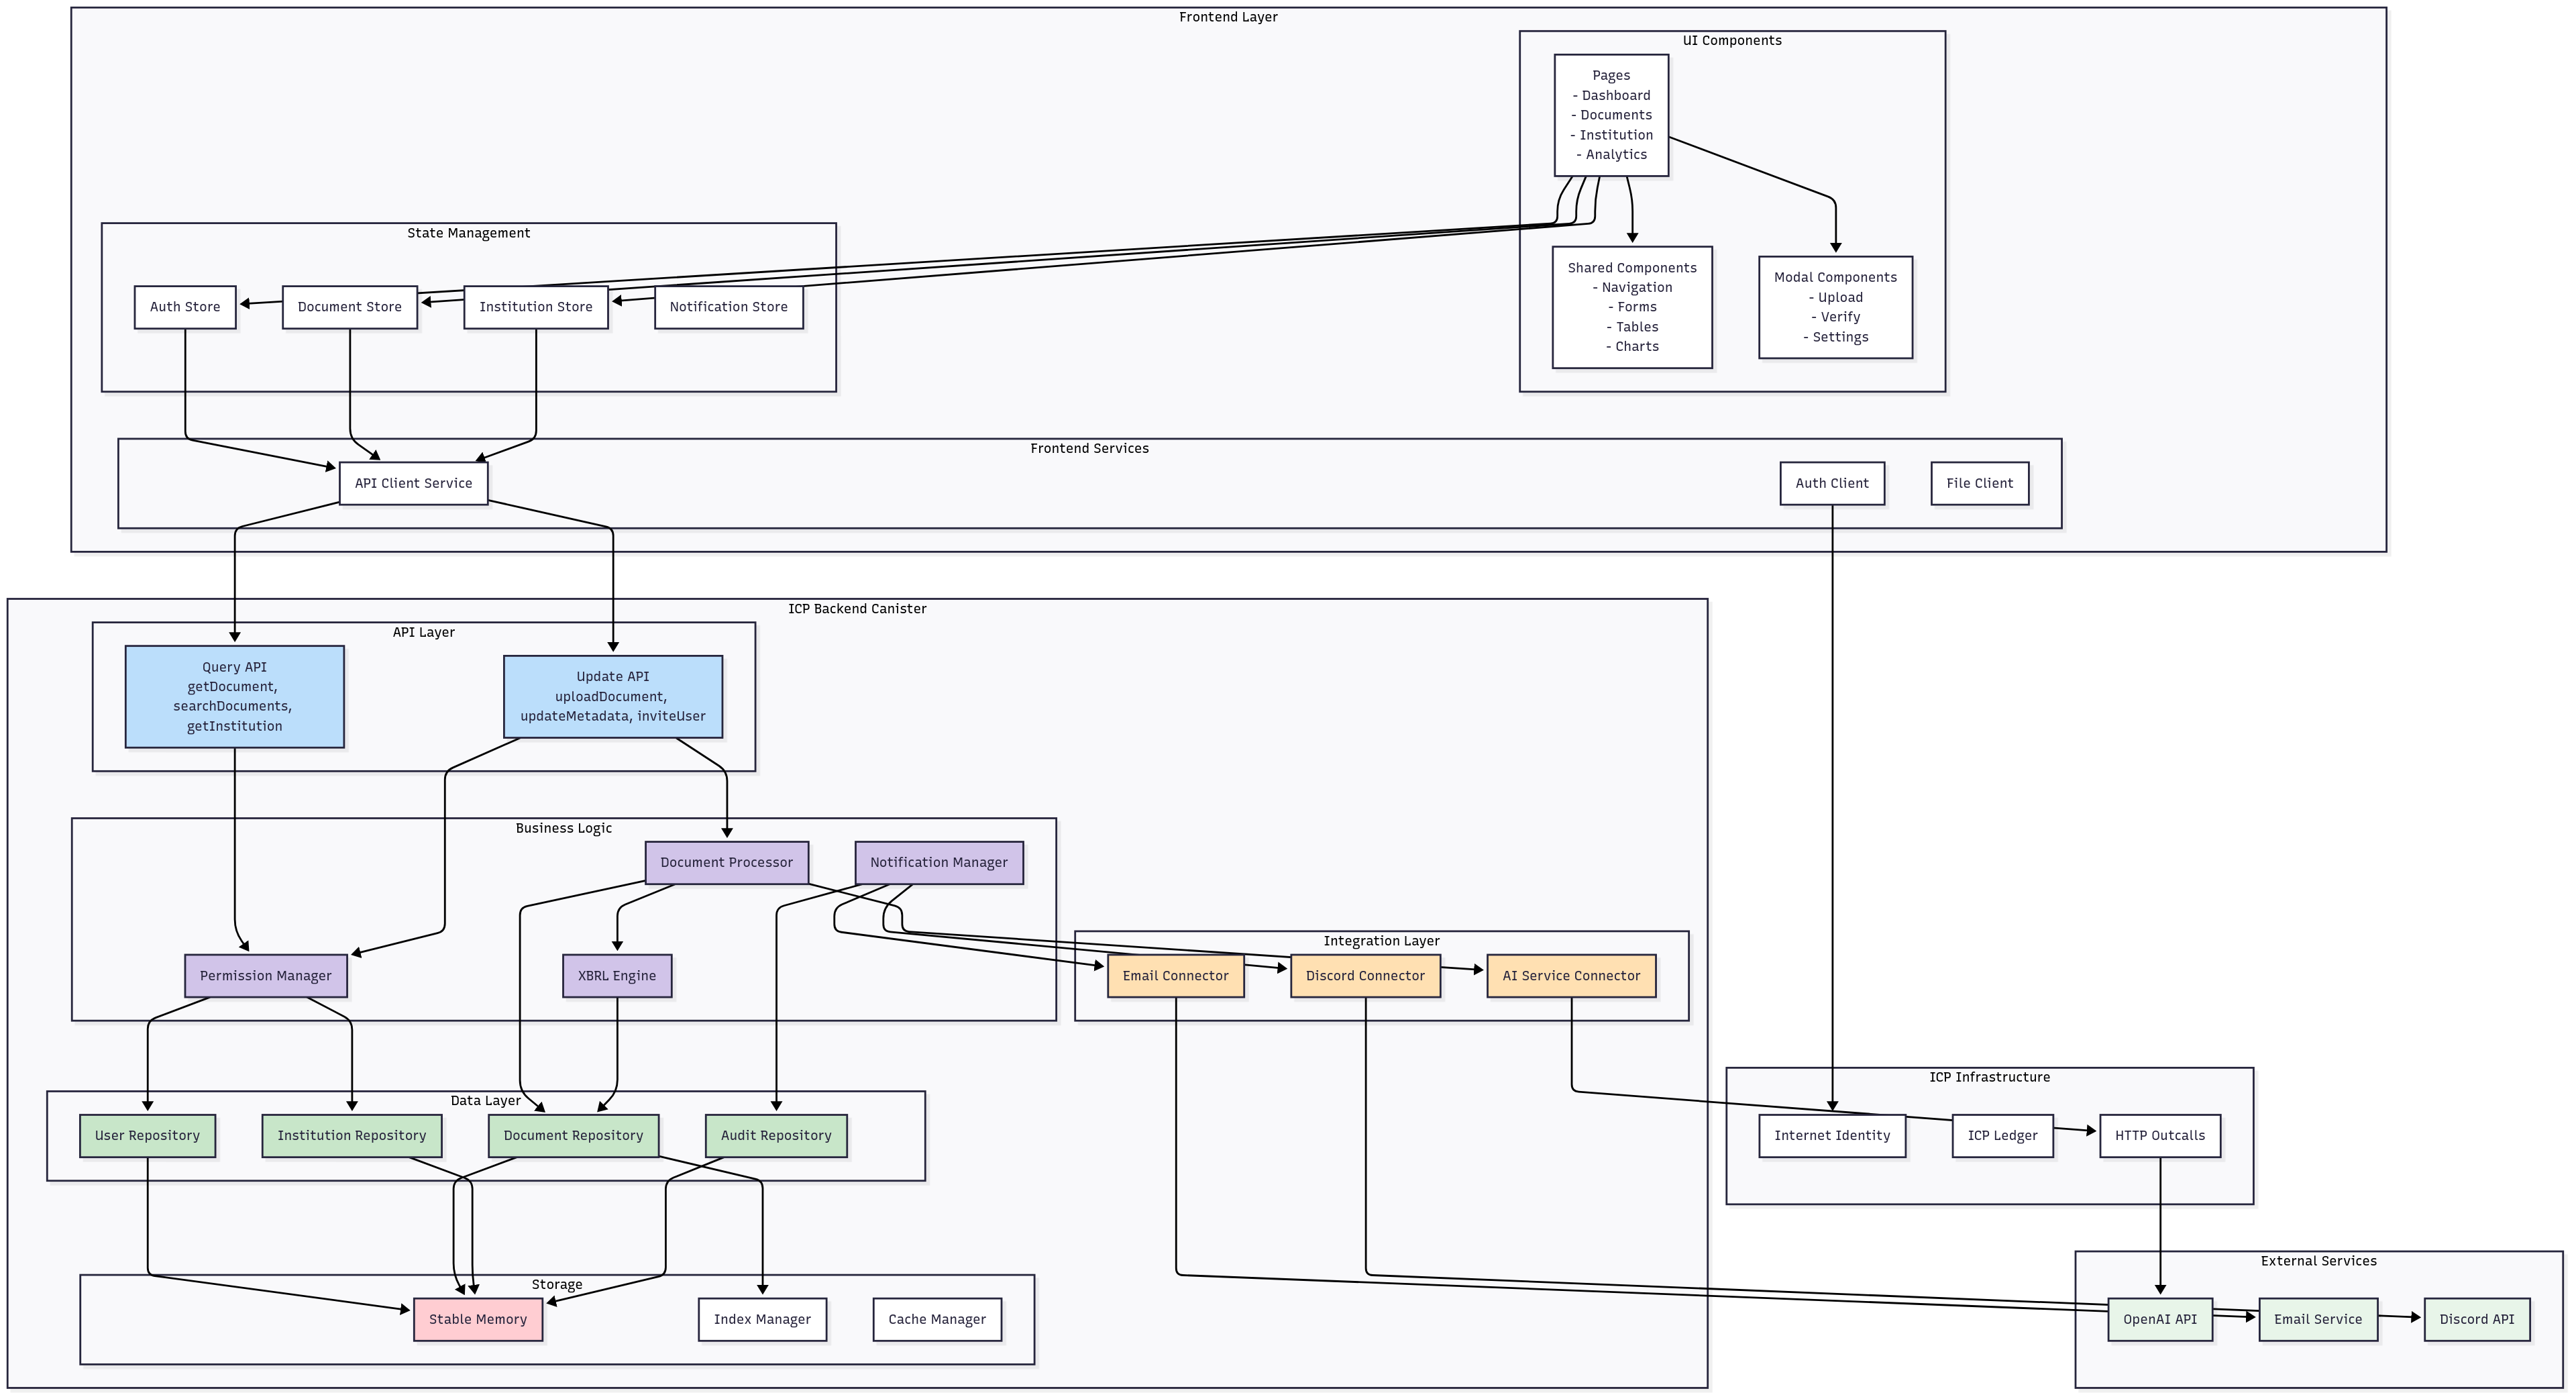 Frontend Layer
UI Components
Pages
- Dashboard
- Documents
- Institution
- Analytics
State Management
Shared Components
- Navigation
- Forms
- Tables
- Charts
Modal Components
- Upload
- Verify
- Settings
Auth Store
Document Store
Institution Store
Notification Store
Frontend Services
API Client Service
Auth Client
File Client
ICP Backend Canister
API Layer
Query API
getDocument,
searchDocuments,
getInstitution
Update API
uploadDocument,
updateMetadata, inviteUser
Business Logic
Document Processor
Notification Manager
Permission Manager
XBRL Engine
Integration Layer
Email Connector
Discord Connector
AI Service Connector
ICP Infrastructure
Internet Identity
ICP Ledger
HTTP Outcalls
Data Layer
User Repository
Institution Repository
Document Repository
Audit Repository
Storage
Stable Memory
Index Manager
Cache Manager
External Services
OpenAI API
Email Service
Discord API